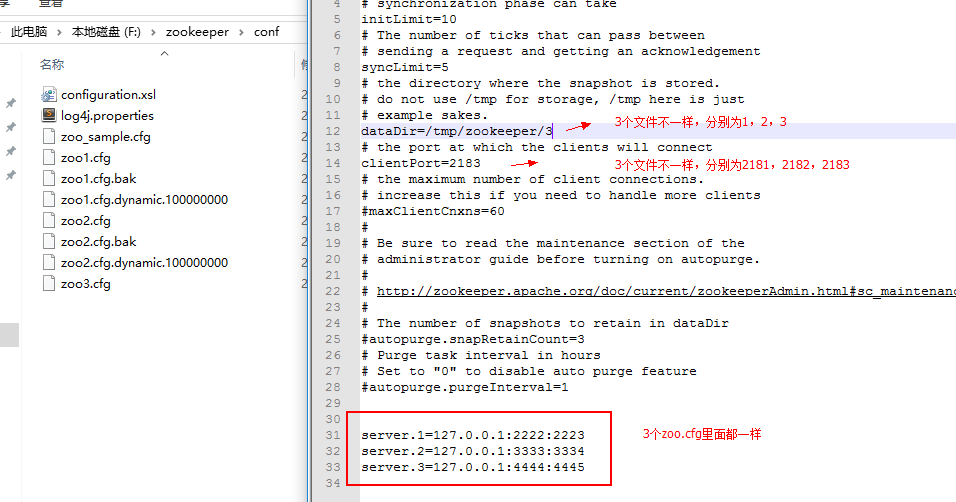 查看
此电脑 > 本地磁盘 (F:) > zookeeper > conf
名称
configuration.xsl
log4j.properties
zoo_sample.cfg
zoo1.cfg
zoo1.cfg.bak
zoo1.cfg.dynamic.100000000
zoo2.cfg
zoo2.cfg.bak
zoo2.cfg.dynamic.100000000
zoo3.cfg
4 # synchronization phase can take
5 initLimit=10
6 # The number of ticks that can pass between
7 # sending a request and getting an acknowledgement
8 syncLimit=5
9 # the directory where the snapshot is stored.
10 # do not use /tmp for storage, /tmp here is just
11 # example sakes.
12 dataDir=/tmp/zookeeper/3 3个文件不一样，分别为1，2，3
13 # the port at which the clients will connect
14 clientPort=2183 3个文件不一样，分别为2181，2182，2183
15 # the maximum number of client connections.
16 # increase this if you need to handle more clients
17 #maxClientCnxns=60
18 #
19 # Be sure to read the maintenance section of the
20 # administrator guide before turning on autopurge.
21 #
22 # http://zookeeper.apache.org/doc/current/zookeeperAdmin.html#sc_maintenanc
23 #
24 # The number of snapshots to retain in dataDir
25 #autopurge.snapRetainCount=3
26 # Purge task interval in hours
27 # Set to "0" to disable auto purge feature
28 #autopurge.purgeInterval=1
29
30
31 server.1=127.0.0.1:2222:2223 3个zoo.cfg里面都一样
32 server.2=127.0.0.1:3333:3334
33 server.3=127.0.0.1:4444:4445
34